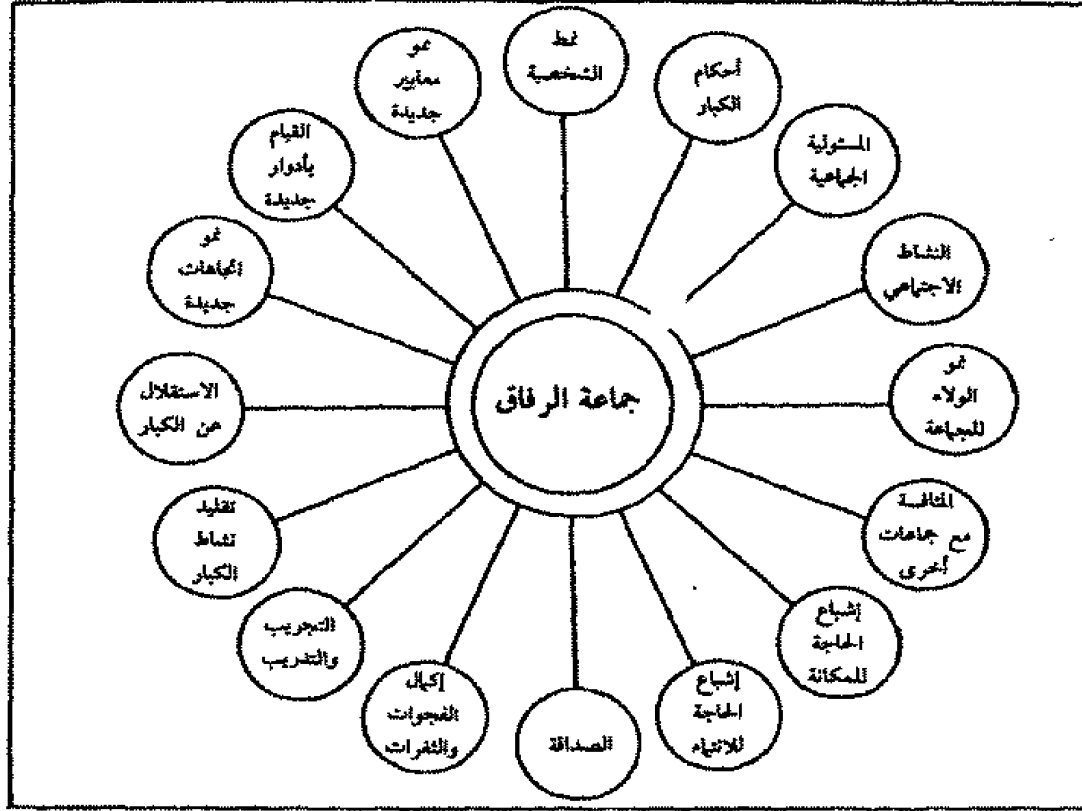 نمط
الشخصية
أحكام
الكبار
المسئولية
الجماعية
النشاط
الاجتماعي
نمو
الولاء
للجماعة
المنافسة
مع جماعات
أخرى
إشباع
الحاجة
للمكانة
إشباع
الحاجة
للانتماء
الصداقة
إكمال
الفجوات
والثغرات
التجريب
والتدريب
تقليد
نشاط
الكبار
الاستقلال
عن الكبار
نمو
اتجاهات
جديدة
القيام
بأدوار
جديدة
نمو
معايير
جديدة
جماعة الرفاق